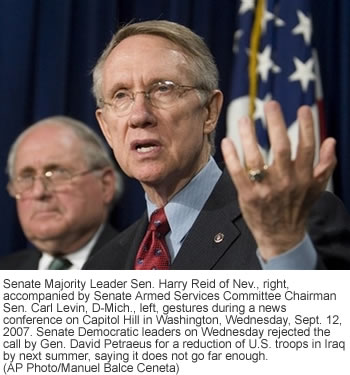 Senate Majority Leader Sen. Harry Reid of Nev., right,
accompanied by Senate Armed Services Committee Chairman
Sen. Carl Levin, D-Mich., left, gestures during a news
conference on Capitol Hill in Washington, Wednesday, Sept. 12,
2007. Senate Democratic leaders on Wednesday rejected the
call by Gen. David Petraeus for a reduction of U.S. troops in Iraq
by next summer, saying it does not go far enough.
(AP Photo/Manuel Balce Ceneta)